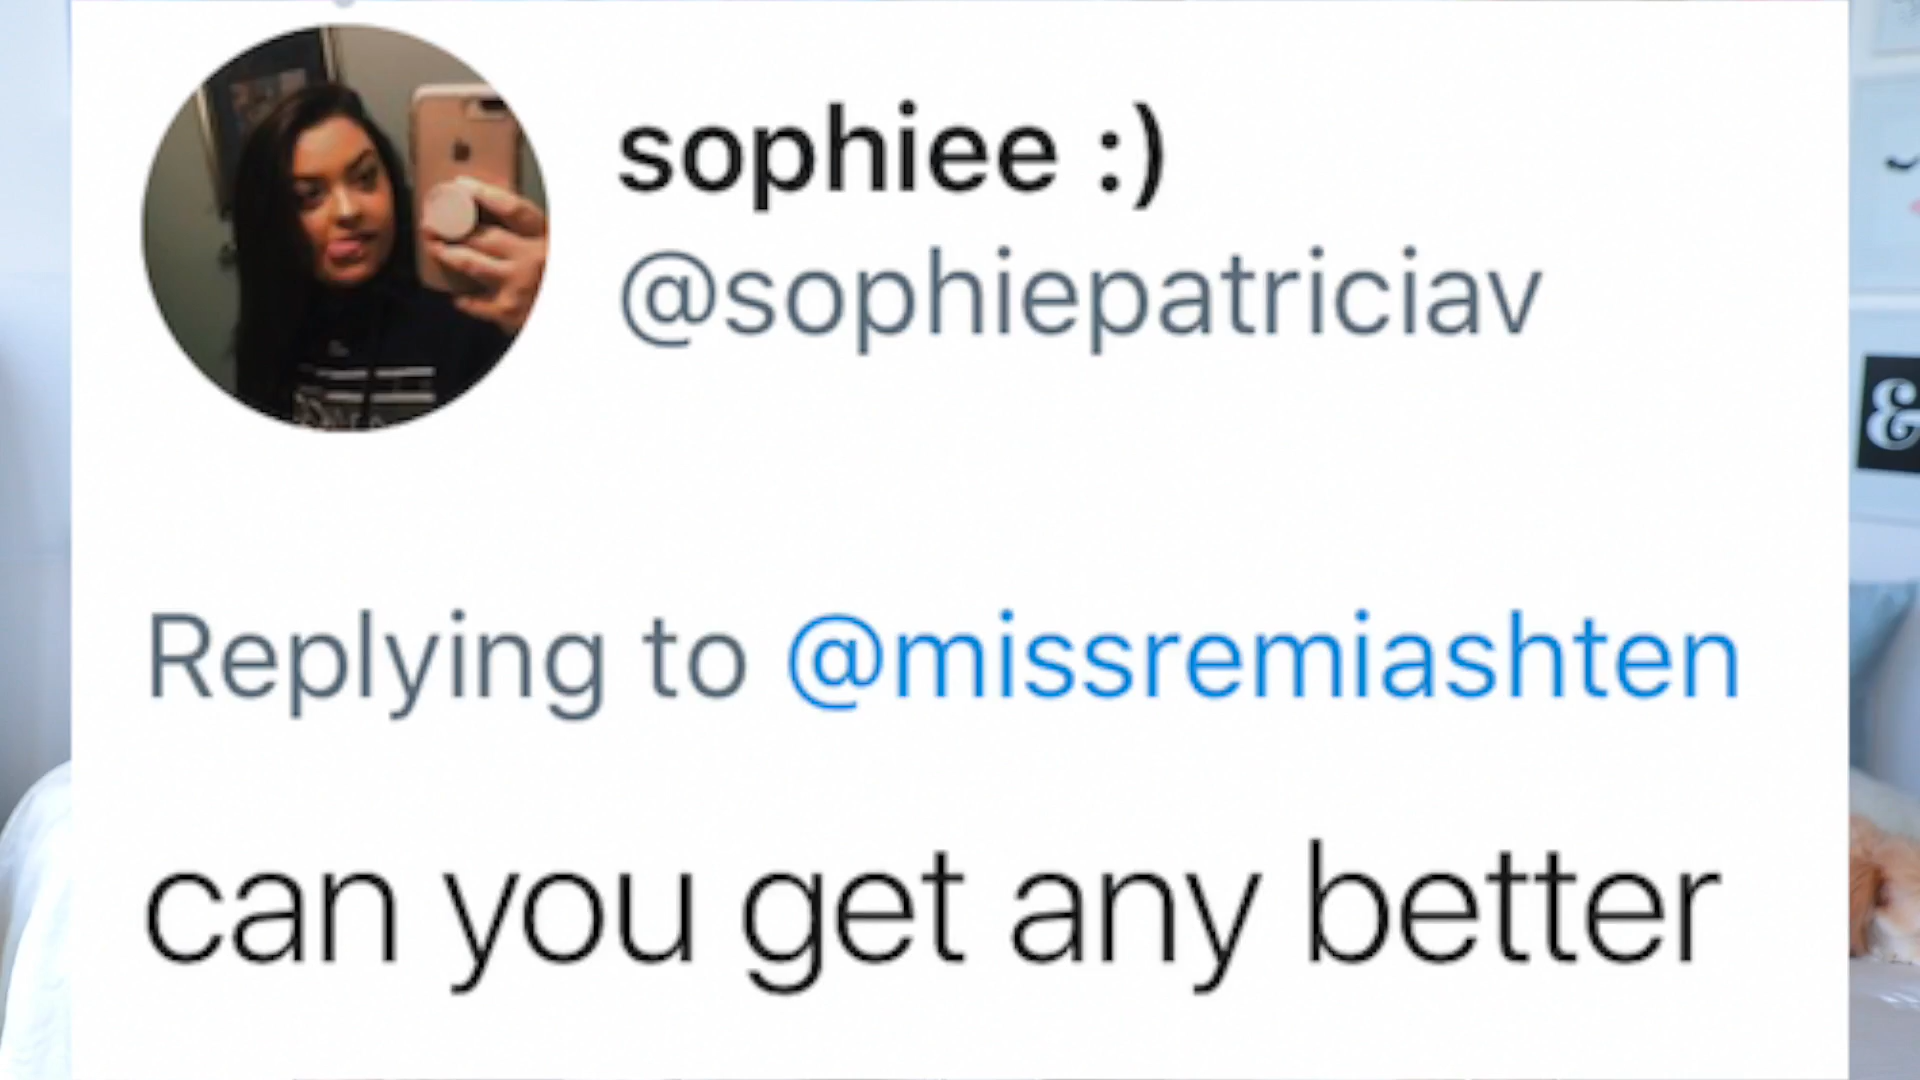 sophiee :)
@sophiepatriciav
Replying to @missremiashten
can you get any better
&